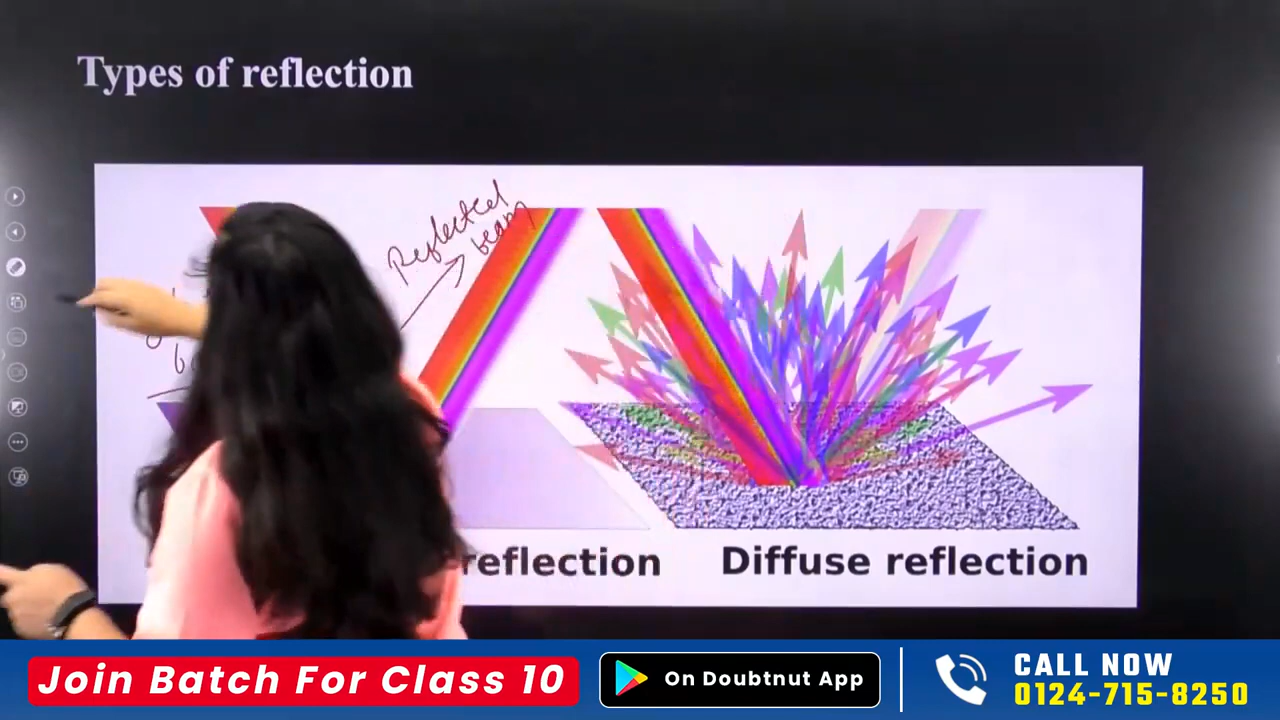 Types of reflection
Reflected
beam
reflection
Diffuse reflection
Join Batch For Class 10
On Doubtnut App
CALL NOW
0124-715-8250